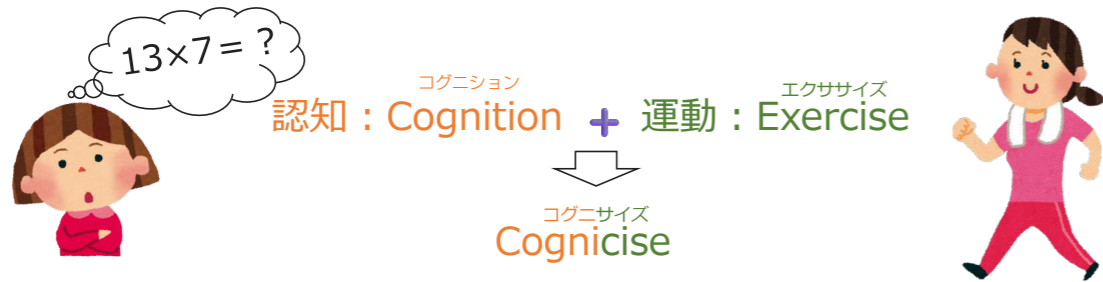 13×7= ?
コグニション
エクササイズ
認知：Cognition + 運動：Exercise
コグニサイズ
Cognicise